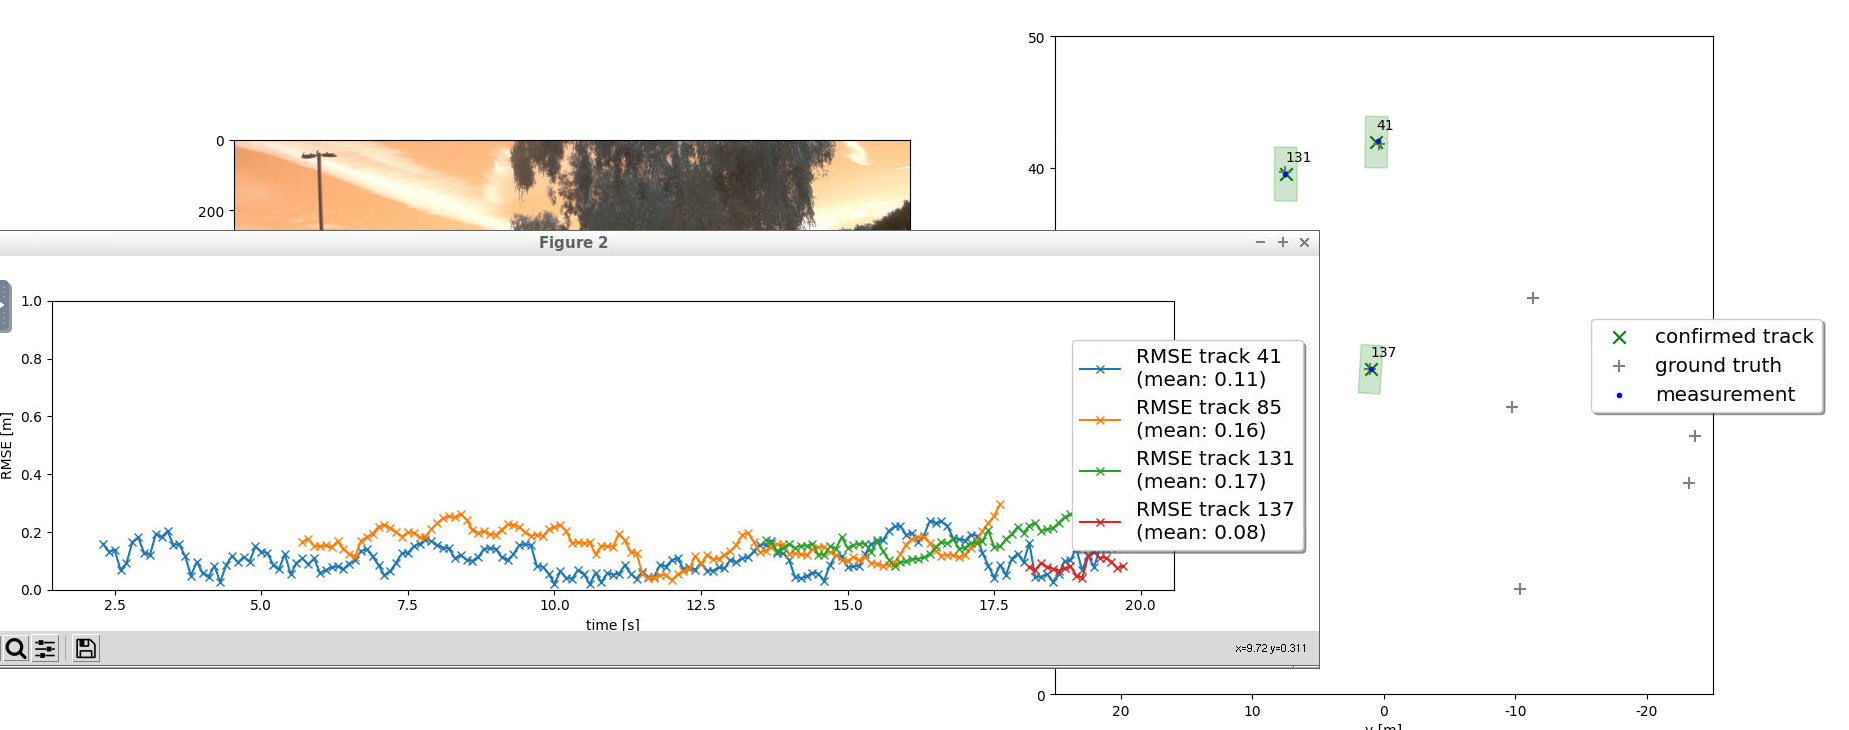 50
40
0
20
10
0
-10
-20
41
131
137
confirmed track
ground truth
measurement
0
200
Figure 2
1.0
0.8
0.6
0.4
0.2
0.0
RMSE [m]
2.5
5.0
7.5
10.0
12.5
15.0
17.5
20.0
time [s]
RMSE track 41
(mean: 0.11)
RMSE track 85
(mean: 0.16)
RMSE track 131
(mean: 0.17)
RMSE track 137
(mean: 0.08)
x=9.72 y=0.311
y [m]